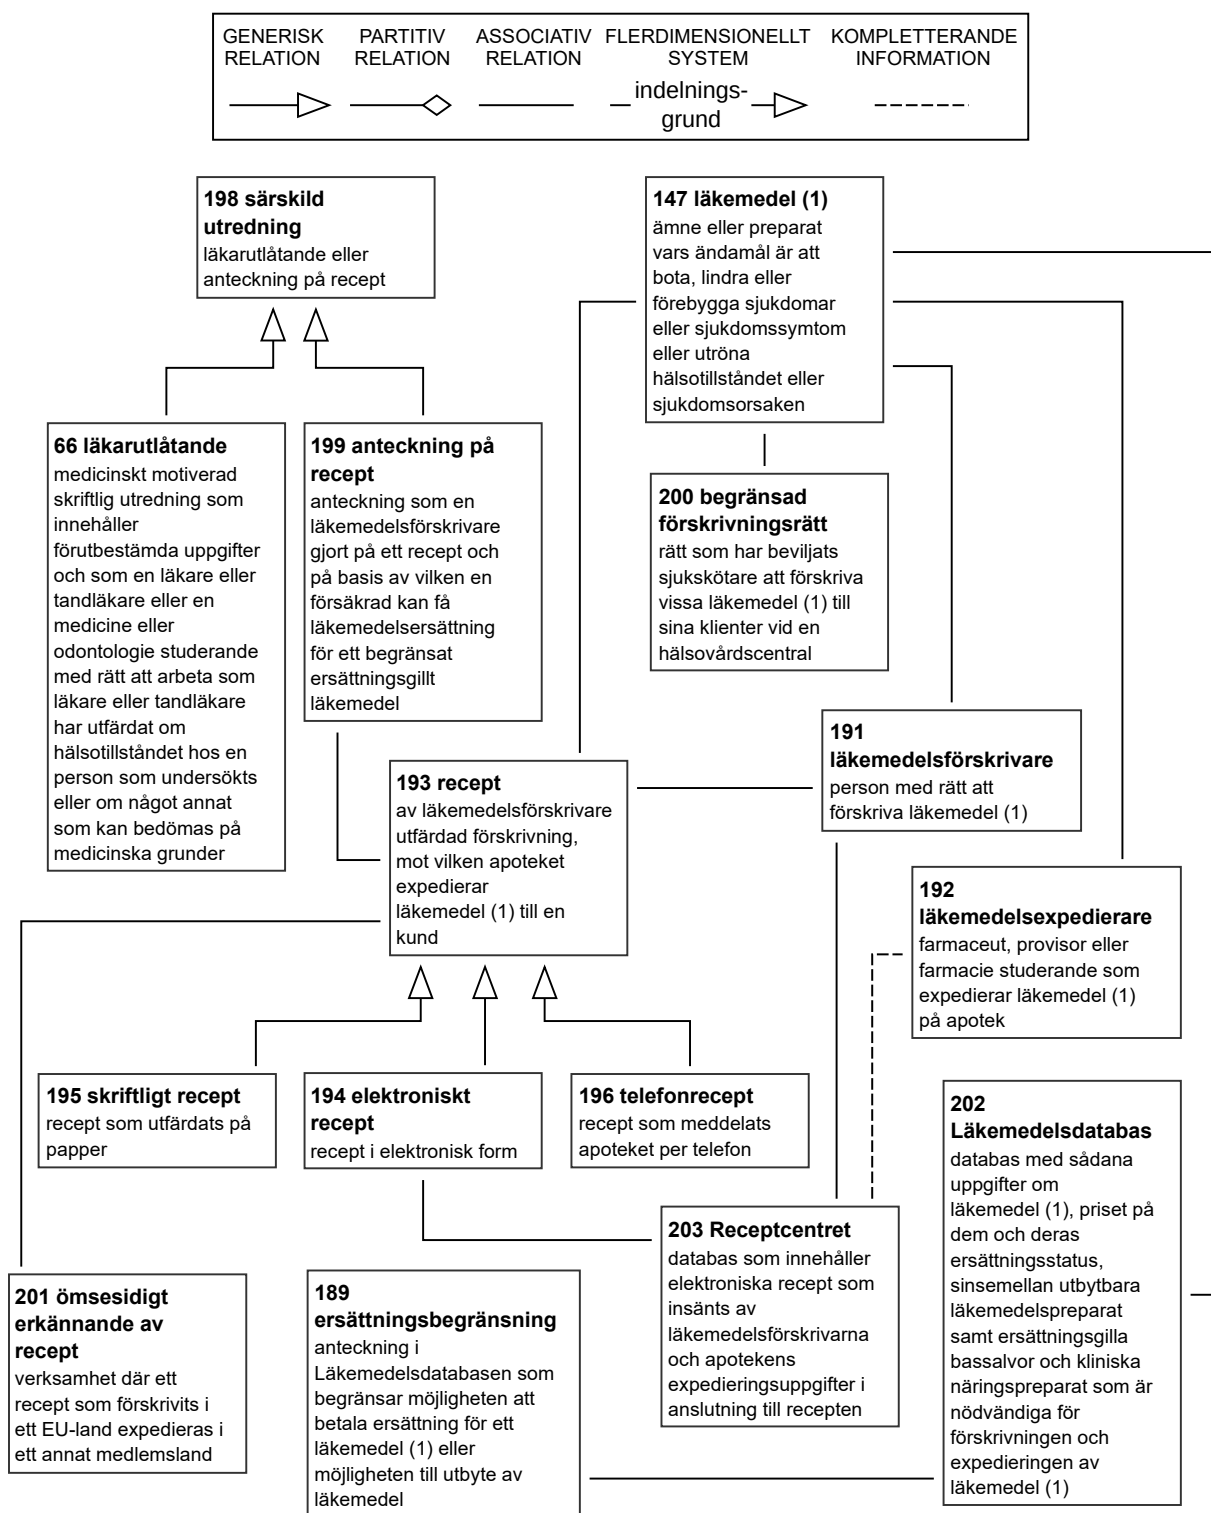 GENERISK
RELATION
PARTITIV
RELATION
ASSOCIATIV
RELATION
FLERDIMENSIONELLT
SYSTEM
KOMPLETTERANDE
INFORMATION
indelnings-
grund
198 särskild
utredning
läkarutlåtande eller
anteckning på recept
147 läkemedel (1)
ämne eller preparat
vars ändamål är att
bota, lindra eller
förebygga sjukdomar
eller sjukdomssymtom
eller utröna
hälsotillståndet eller
sjukdomsorsaken
66 läkarutlåtande
medicinskt motiverad
skriftlig utredning som
innehåller
förutbestämda uppgifter
och som en läkare eller
tandläkare eller en
medicine eller
odontologie studerande
med rätt att arbeta som
läkare eller tandläkare
har utfärdat om
hälsotillståndet hos en
person som undersökts
eller om något annat
som kan bedömas på
medicinska grunder
199 anteckning på
recept
anteckning som en
läkemedelsförskrivare
gjort på ett recept och
på basis av vilken en
försäkrad kan få
läkemedelsersättning
för ett begränsat
ersättningsgillt
läkemedel
200 begränsad
förskrivningsrätt
rätt som har beviljats
sjukskötare att förskriva
vissa läkemedel (1) till
sina klienter vid en
hälsovårdscentral
191
läkemedelsförskrivare
person med rätt att
förskriva läkemedel (1)
193 recept
av läkemedelsförskrivare
utfärdad förskrivning,
mot vilken apoteket
expedierar
läkemedel (1) till en
kund
192
läkemedelsexpedierare
farmaceut, provisor eller
farmacie studerande som
expedierar läkemedel (1)
på apotek
195 skriftligt recept
recept som utfärdats på
papper
194 elektroniskt
recept
recept i elektronisk form
196 telefonrecept
recept som meddelats
apoteket per telefon
202
Läkemedelsdatabas
databas med sådana
uppgifter om
läkemedel (1), priset på
dem och deras
ersättningsstatus,
sinsemellan utbytbara
läkemedelspreparat
samt ersättningsgilla
bassalvor och kliniska
näringspreparat som är
nödvändiga för
förskrivningen och
expedieringen av
läkemedel (1)
203 Receptcentret
databas som innehåller
elektroniska recept som
insänts av
läkemedelsförskrivarna
och apotekens
expedieringsuppgifter i
anslutning till recepten
201 ömsesidigt
erkännande av
recept
verksamhet där ett
recept som förskrivits i
ett EU-land expedieras i
ett annat medlemsland
189
ersättningsbegränsning
anteckning i
Läkemedelsdatabasen som
begränsar möjligheten att
betala ersättning för ett
läkemedel (1) eller
möjligheten till utbyte av
läkemedel